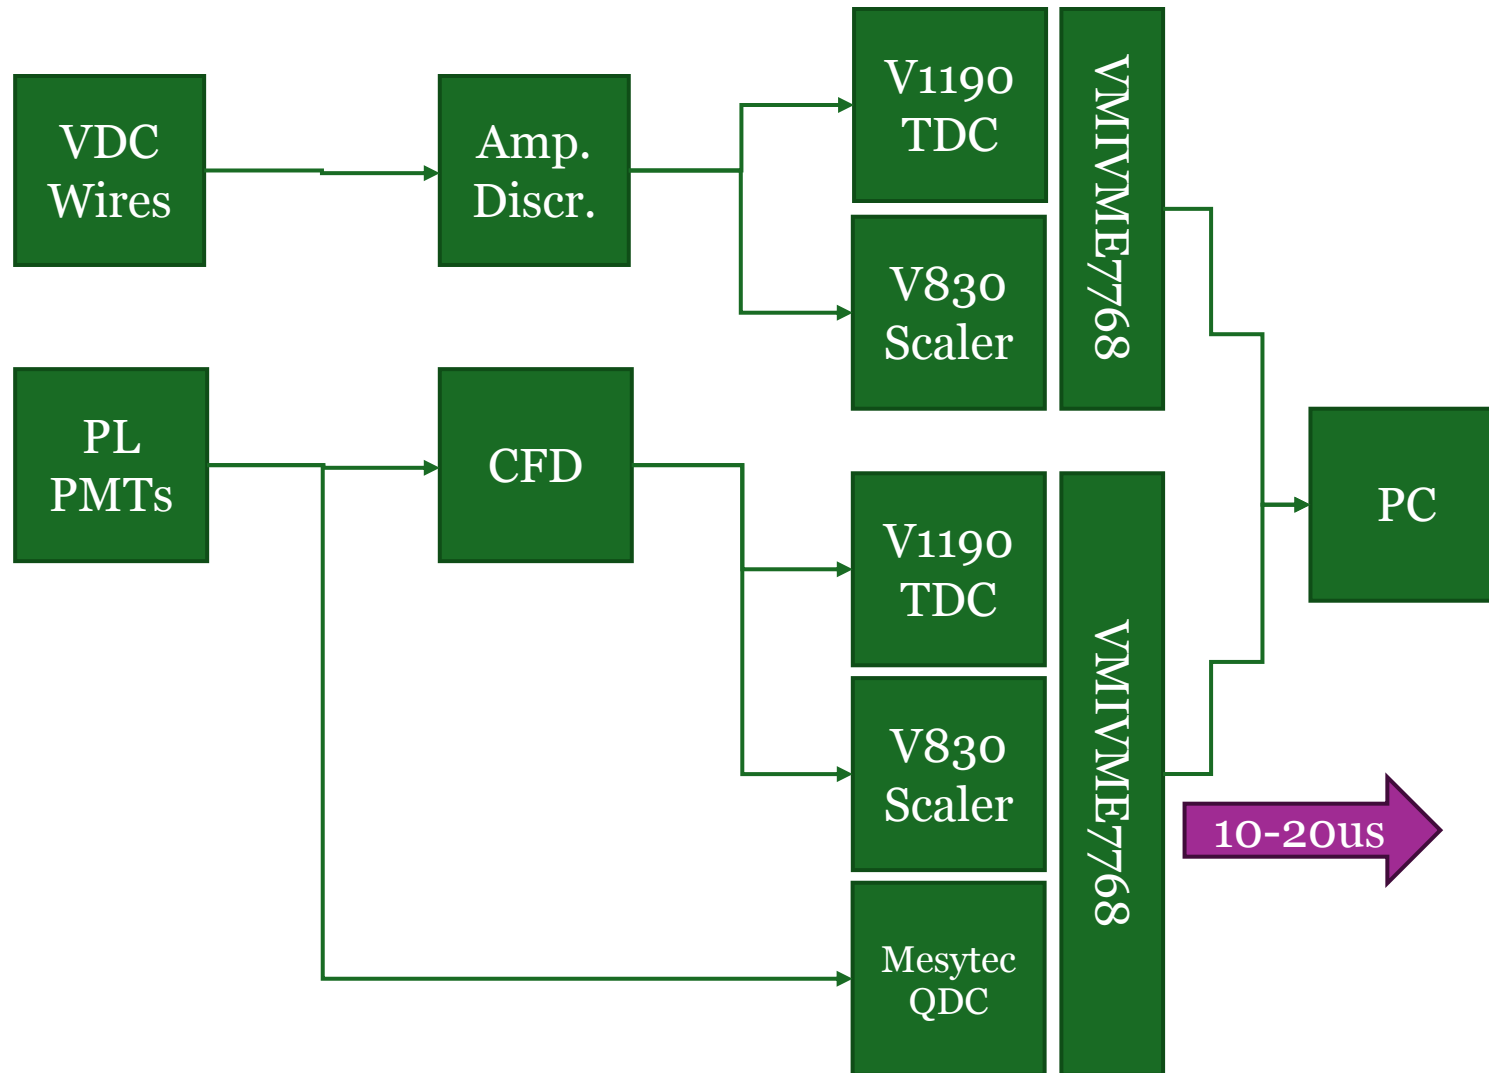 VDC
Wires
Amp.
Discr.
V1190
TDC
V830
Scaler
VMIVME7768
PL
PMTs
CFD
V1190
TDC
V830
Scaler
Mesytec
QDC
VMIVME7768
PC
10-20us